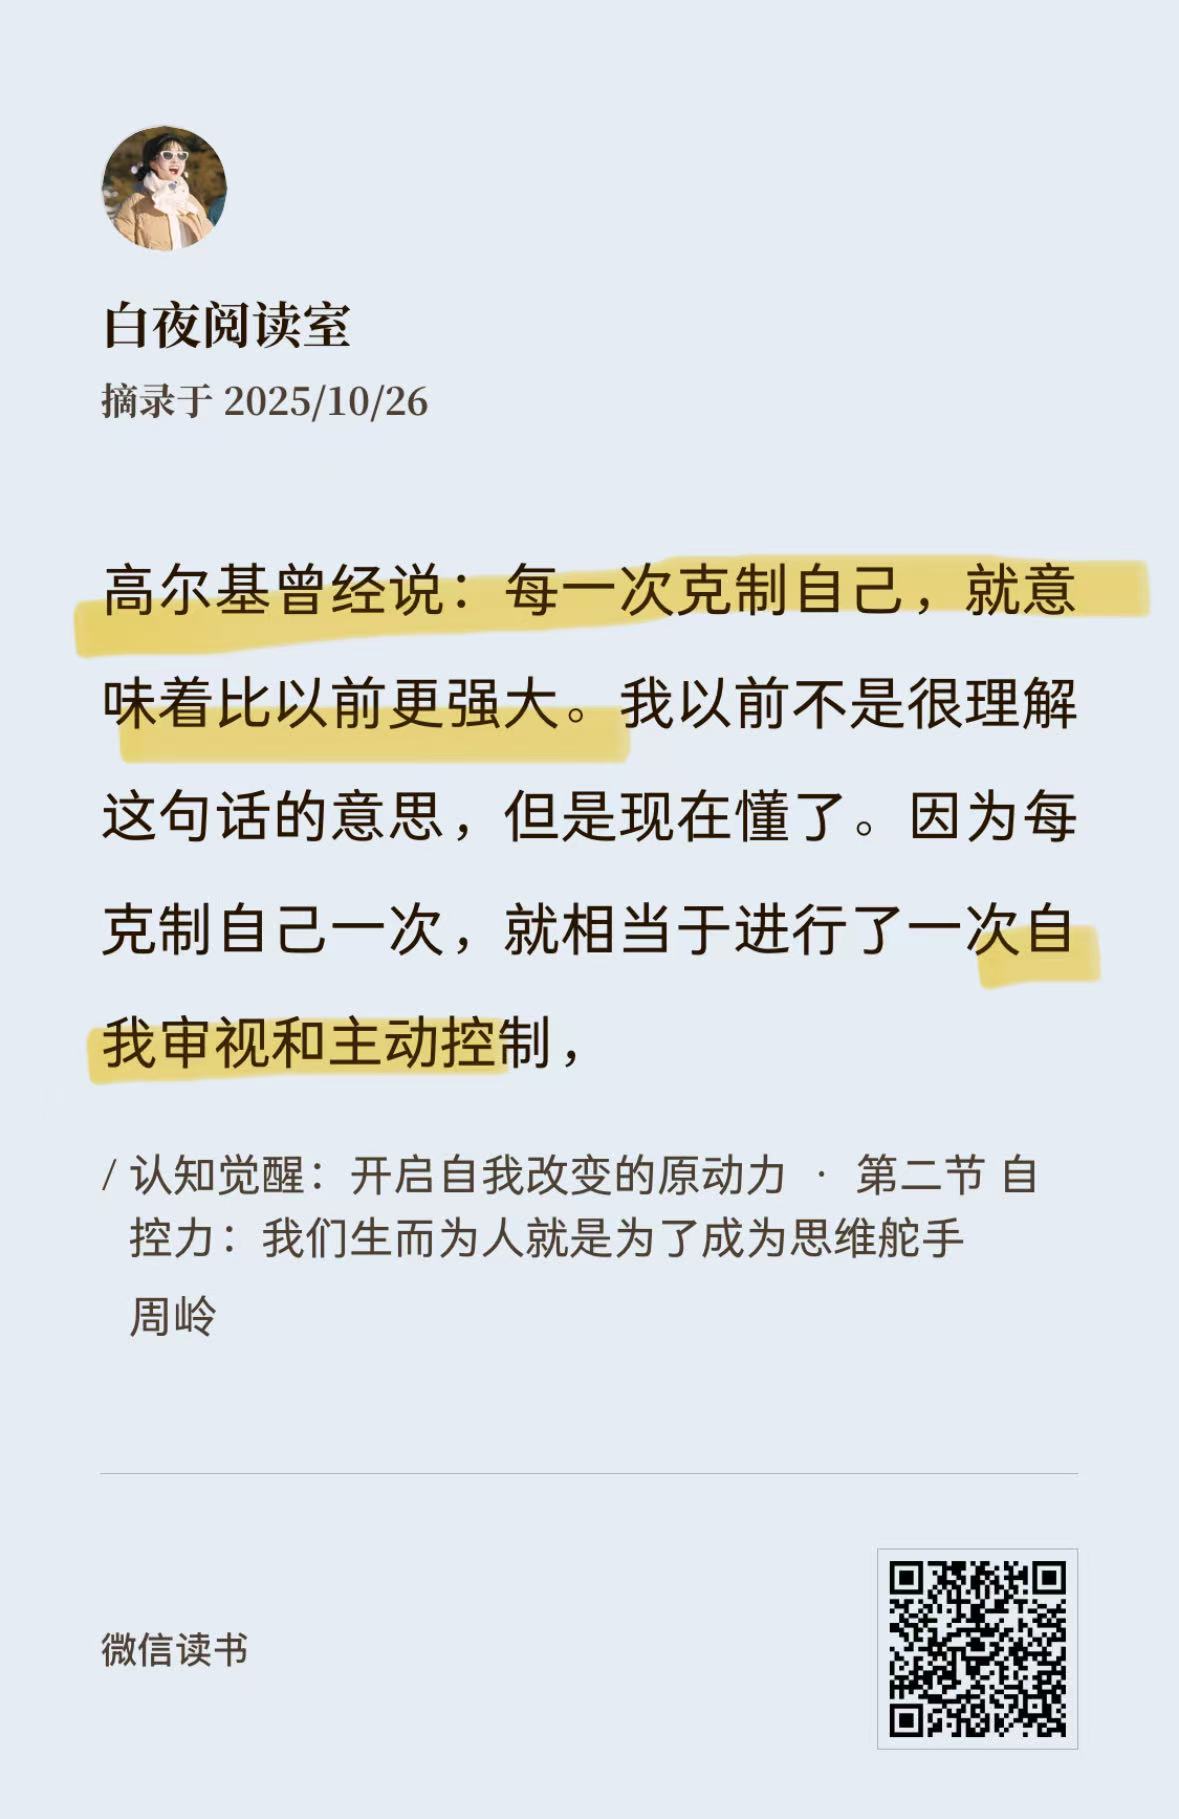 白夜阅读室
摘录于 2025/10/26
高尔基曾经说：每一次克制自己，就意
味着比以前更强大。我以前不是很理解
这句话的意思，但是现在懂了。因为每
克制自己一次，就相当于进行了一次自
我审视和主动控制，
/ 认知觉醒：开启自我改变的原动力 · 第二节 自
控力：我们生而为人就是为了成为思维舵手
周岭
微信读书